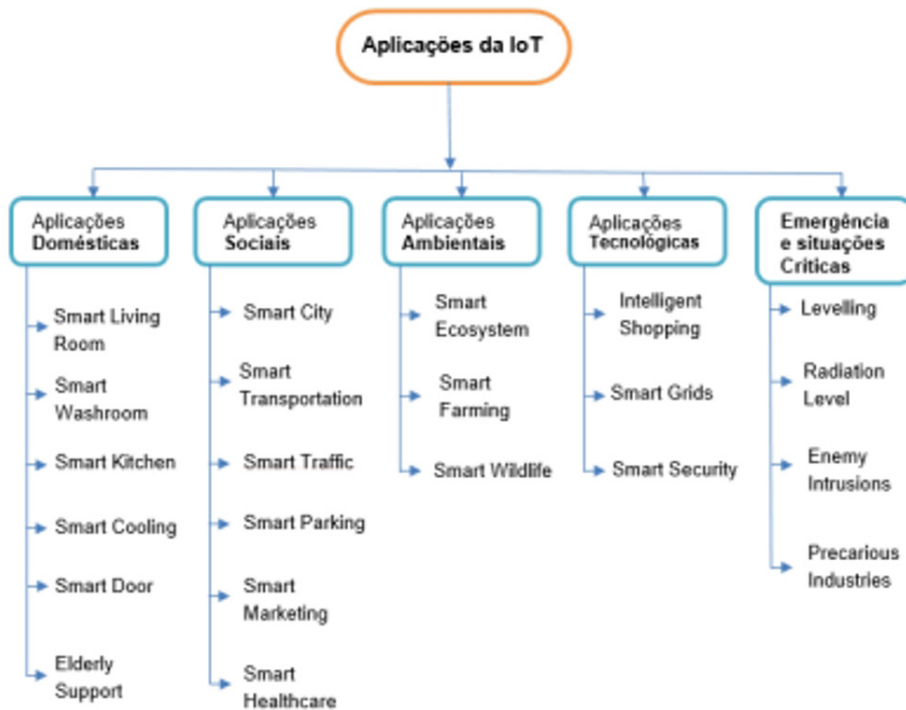 Aplicações da IoT
Aplicações
Domésticas
Smart Living
Room
Smart
Washroom
Smart Kitchen
Smart Cooling
Smart Door
Elderly
Support
Aplicações
Sociais
Smart City
Smart
Transportation
Smart Traffic
Smart Parking
Smart
Marketing
Smart
Healthcare
Aplicações
Ambientais
Smart
Ecosystem
Smart
Farming
Smart Wildlife
Aplicações
Tecnológicas
Intelligent
Shopping
Smart Grids
Smart Security
Emergência
e situações
Críticas
Levelling
Radiation
Level
Enemy
Intrusions
Precarious
Industries